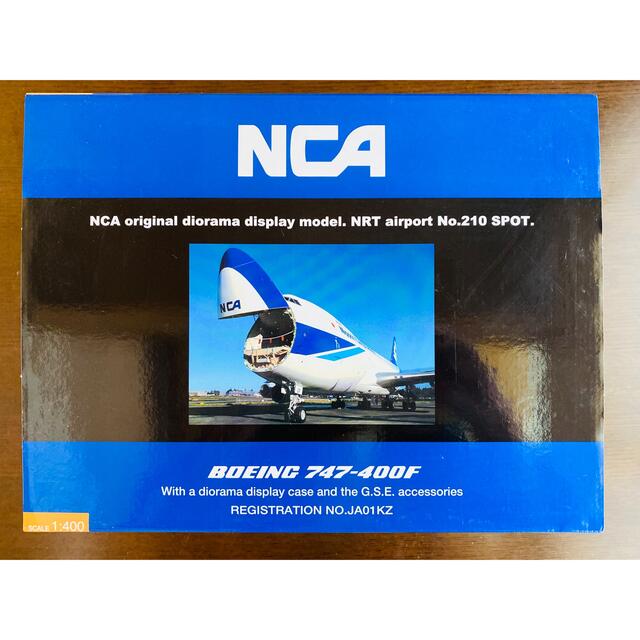 NCA
NCA original diorama display model. NRT airport No.210 SPOT.
NCA
BOEING 747-400F
With a diorama display case and the G.S.E. accessories
REGISTRATION NO.JA01KZ
SCALE 1:400